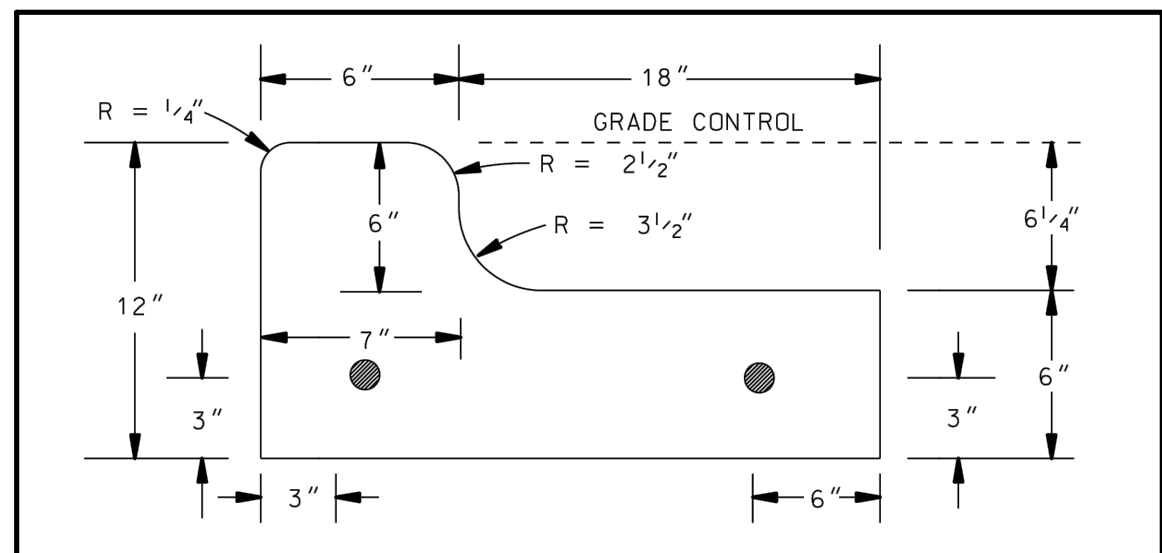 6" 18"
R = 1/4"
GRADE CONTROL
R = 2 1/2"
6"
R = 3 1/2"
6 1/4"
12"
7"
6"
3"
3"
3"
6"